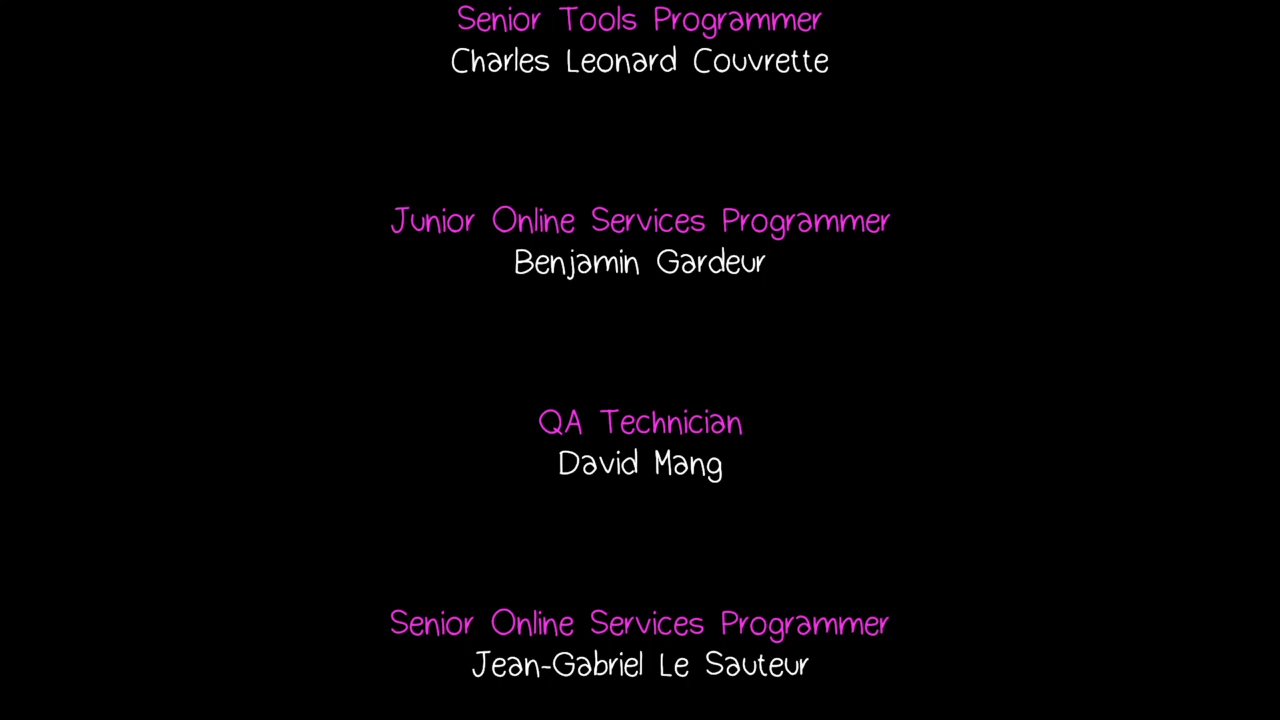 Senior Tools Programmer
Charles Leonard Couvrette
Junior Online Services Programmer
Benjamin Gardeur
QA Technician
David Mang
Senior Online Services Programmer
Jean-Gabriel Le Sauteur